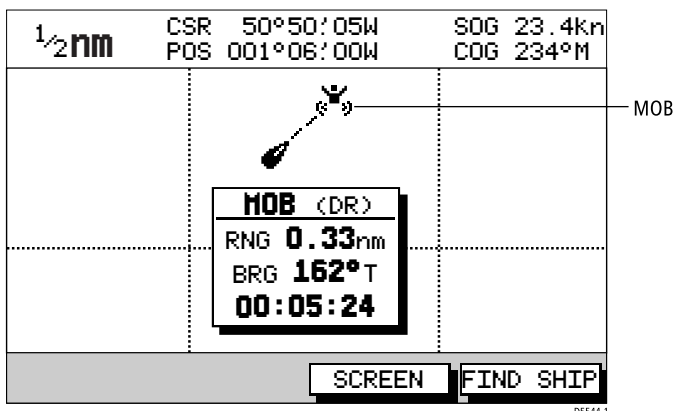 ½nm
CSR 50°50!05W
POS 001°06!00W
SOG 23.4Kn
COG 234°M
MOB
MOB (DR)
RNG 0.33nm
BRG 162°T
00:05:24
SCREEN
FIND SHIP